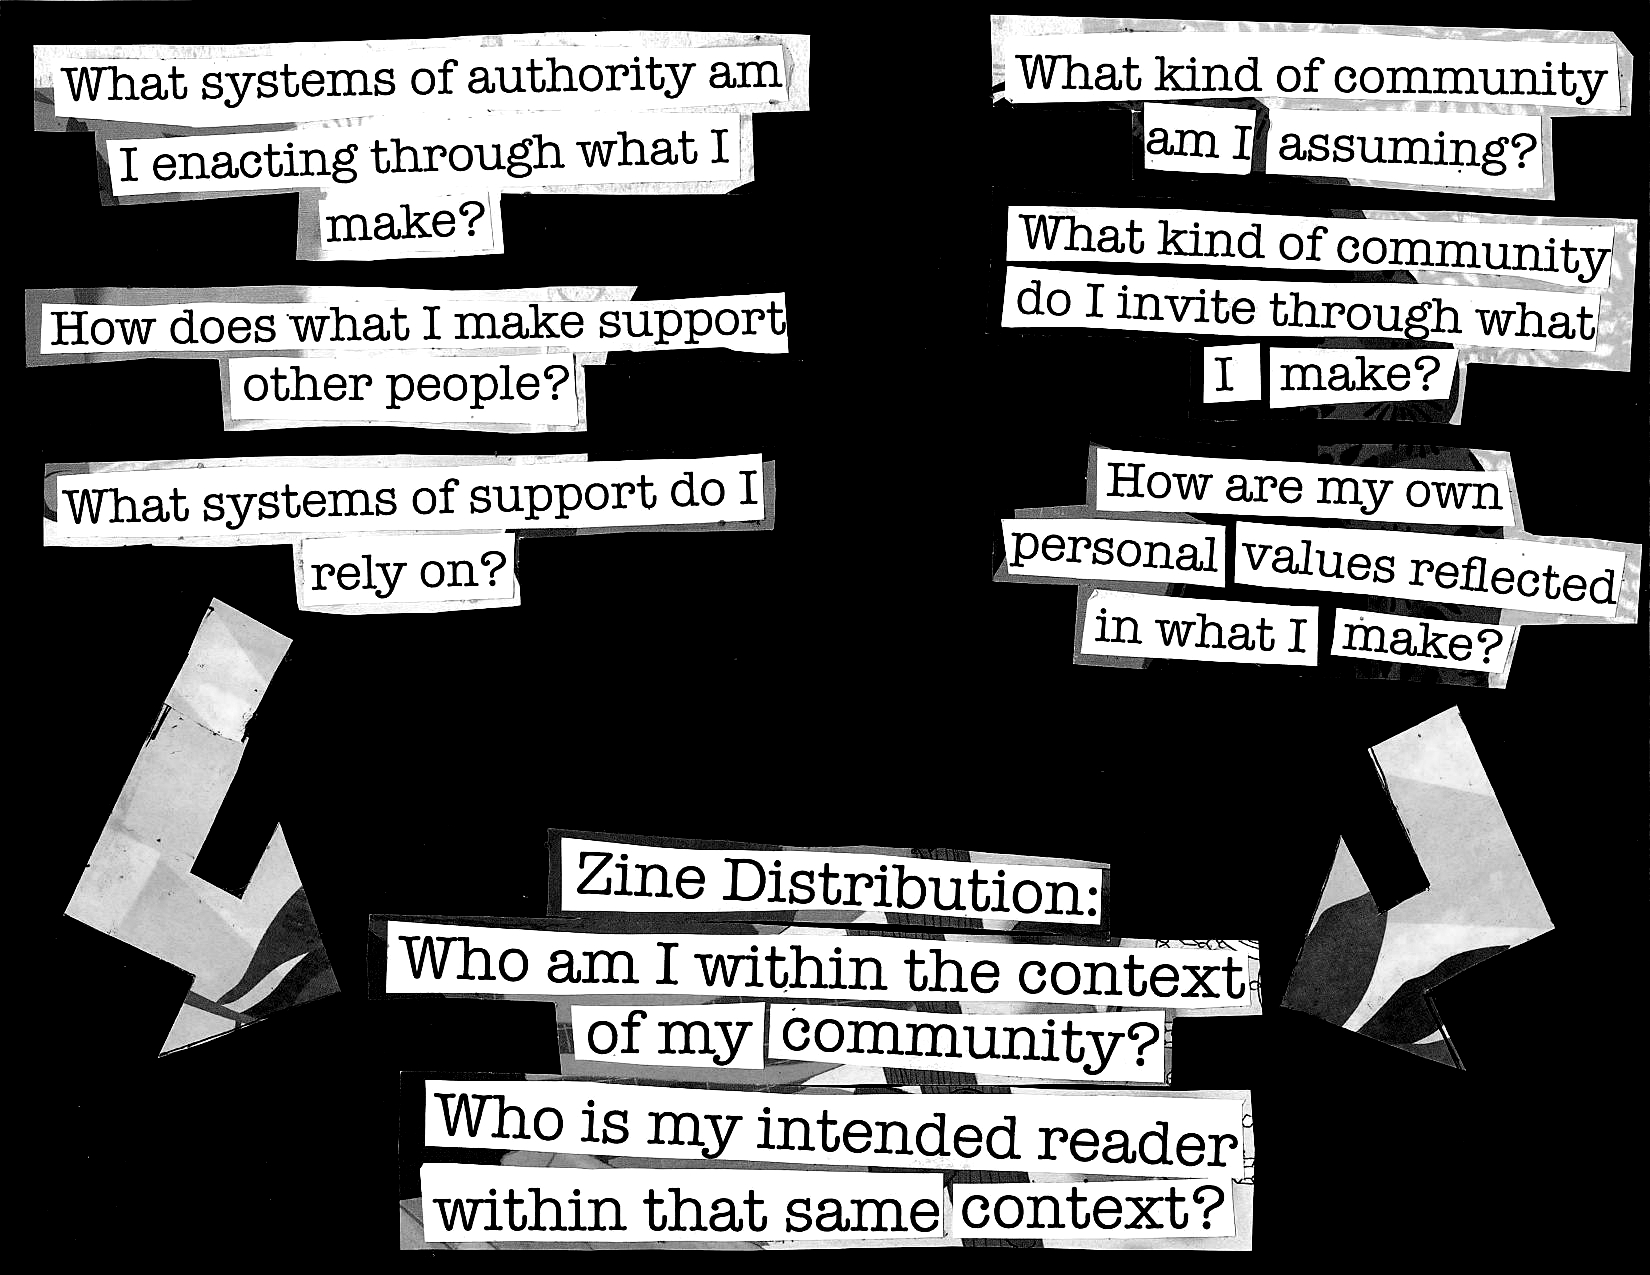 What systems of authority am
I enacting through what I
make?
How does what I make support
other people?
What systems of support do I
rely on?
What kind of community
am I assuming?
What kind of community
do I invite through what
I make?
How are my own
personal values reflected
in what I make?
Zine Distribution:
Who am I within the context
of my community?
Who is my intended reader
within that same context?